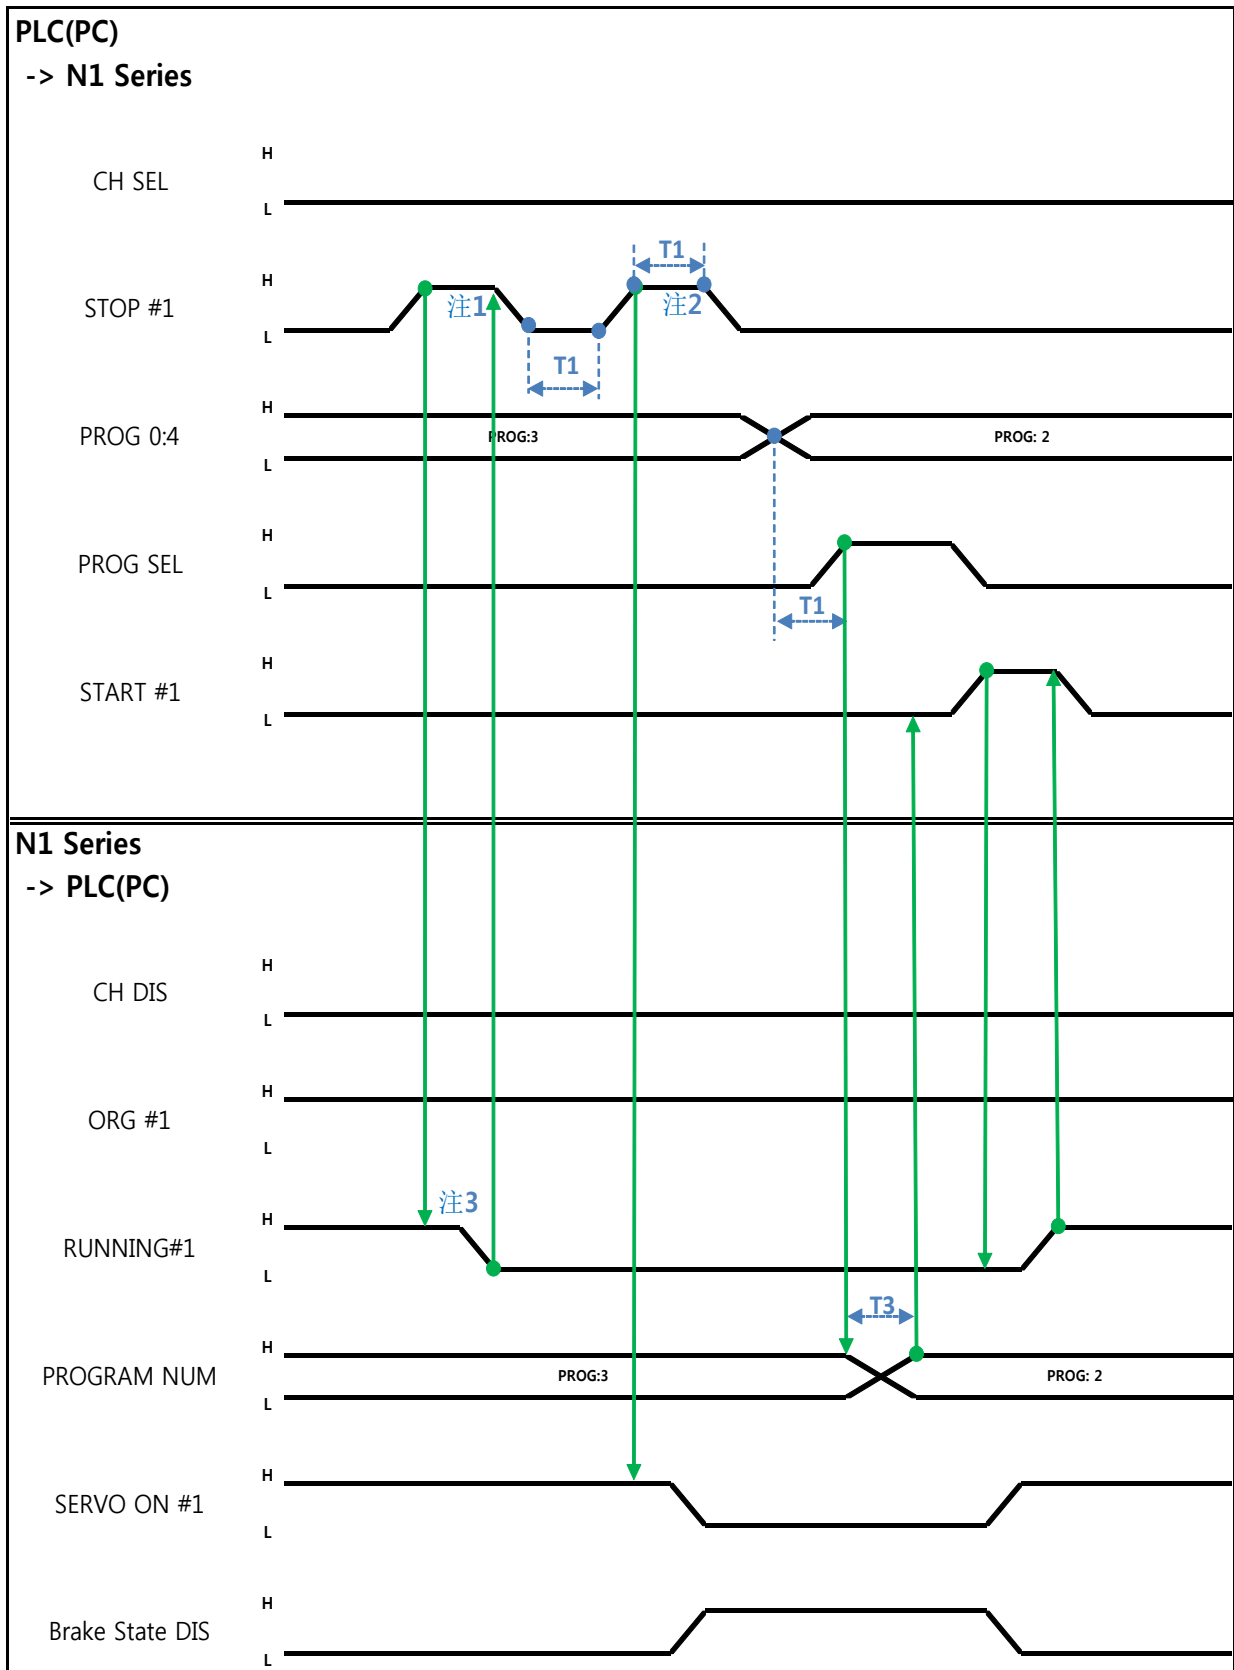 PLC(PC)
-> N1 Series
H
CH SEL
L
T1
H
STOP #1
注1
注2
L
T1
H
PROG 0:4
PROG:3
PROG: 2
L
H
PROG SEL
L
T1
H
START #1
L
N1 Series
-> PLC(PC)
H
CH DIS
L
H
ORG #1
L
注3
H
RUNNING#1
L
T3
H
PROGRAM NUM
PROG:3
PROG: 2
L
H
SERVO ON #1
L
H
Brake State DIS
L